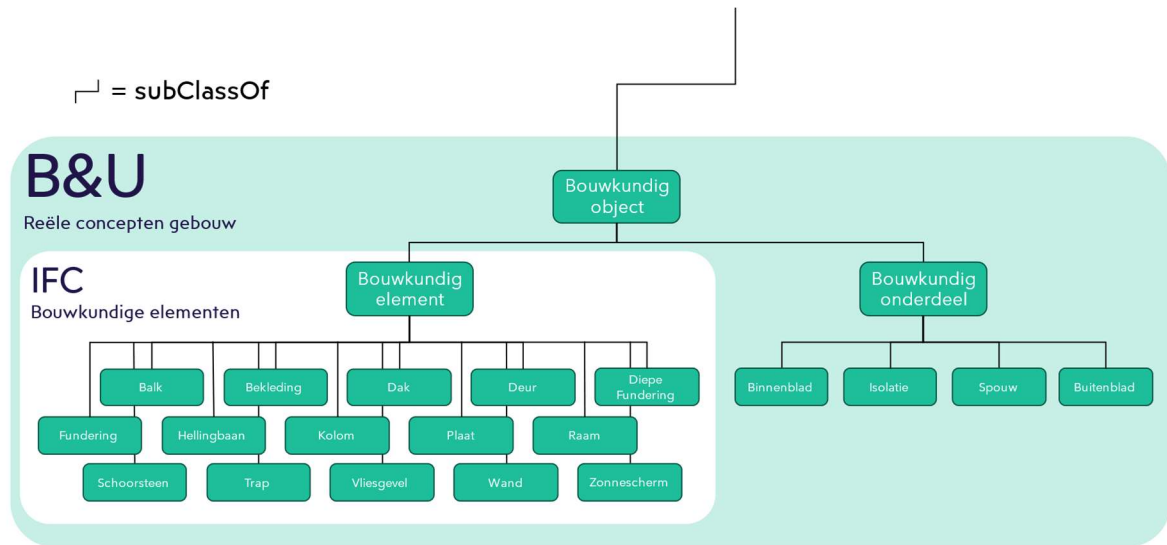 = subClassOf
B&U
Reële concepten gebouw
Bouwkundig
object
IFC
Bouwkundige elementen
Bouwkundig
element
Bouwkundig
onderdeel
Balk
Bekleding
Dak
Deur
Diepe
Fundering
Binnenblad
Isolatie
Spouw
Buitenblad
Fundering
Hellingbaan
Kolom
Plaat
Raam
Schoorsteen
Trap
Vliesgevel
Wand
Zonnescherm